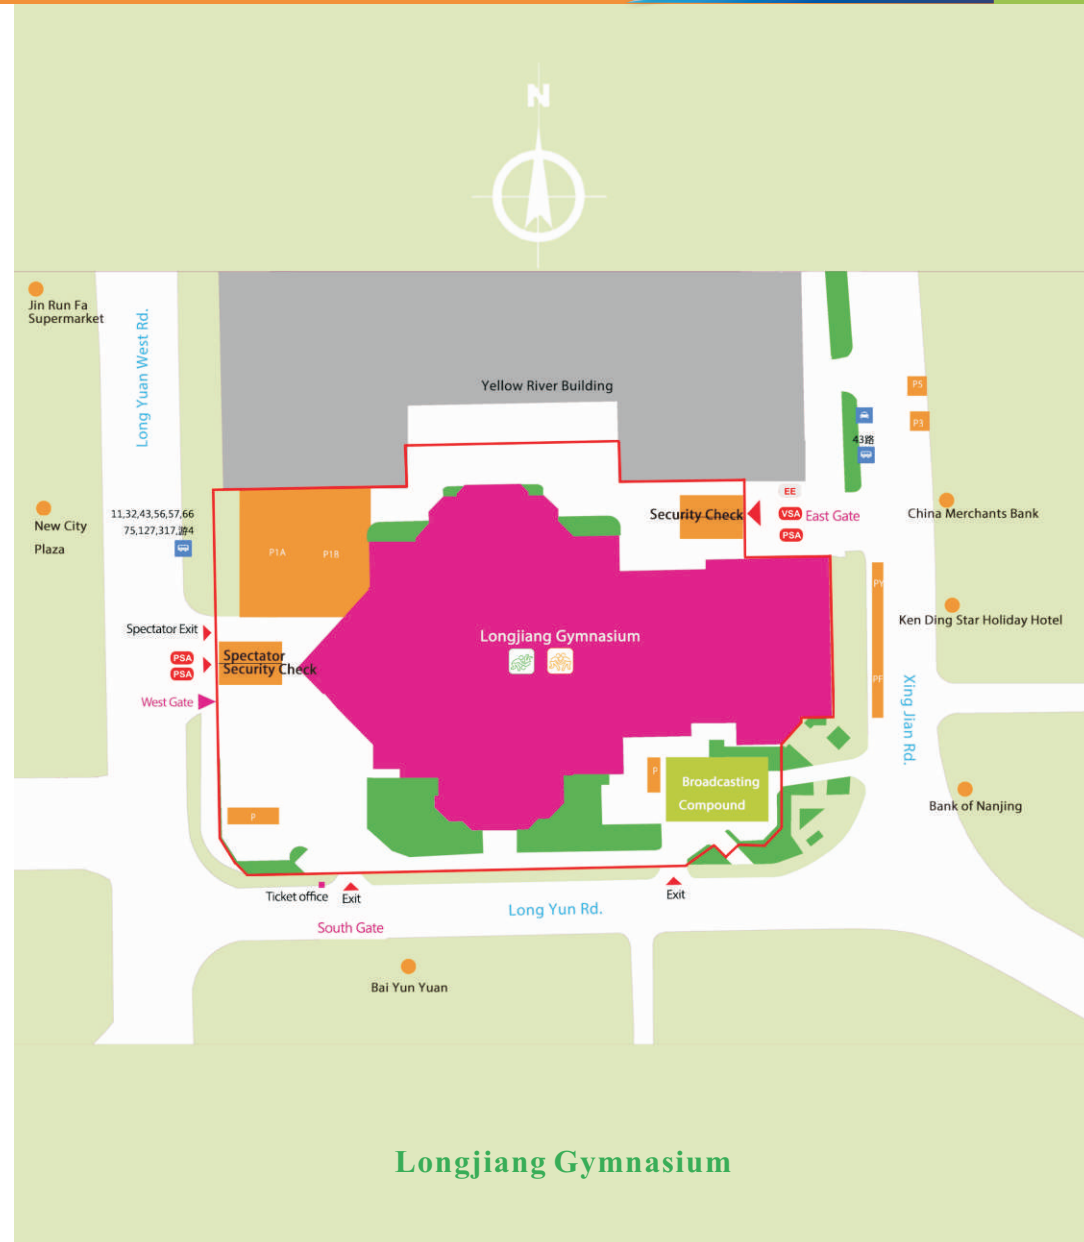 N
Jin Run Fa
Supermarket
Long Yuan West Rd.
Yellow River Building
P5
P3
43路
New City
Plaza
11,32,43,56,57,66
75,127,317,游4
P1A
P1B
Security Check
EE
VSA
PSA
East Gate
China Merchants Bank
PY
PF
Ken Ding Star Holiday Hotel
Spectator Exit
PSA
PSA
Spectator
Security Check
West Gate
Longjiang Gymnasium
Xing Jian Rd.
P
Broadcasting
Compound
Bank of Nanjing
P
Ticket office
Exit
Exit
South Gate
Long Yun Rd.
Bai Yun Yuan
Longjiang Gymnasium